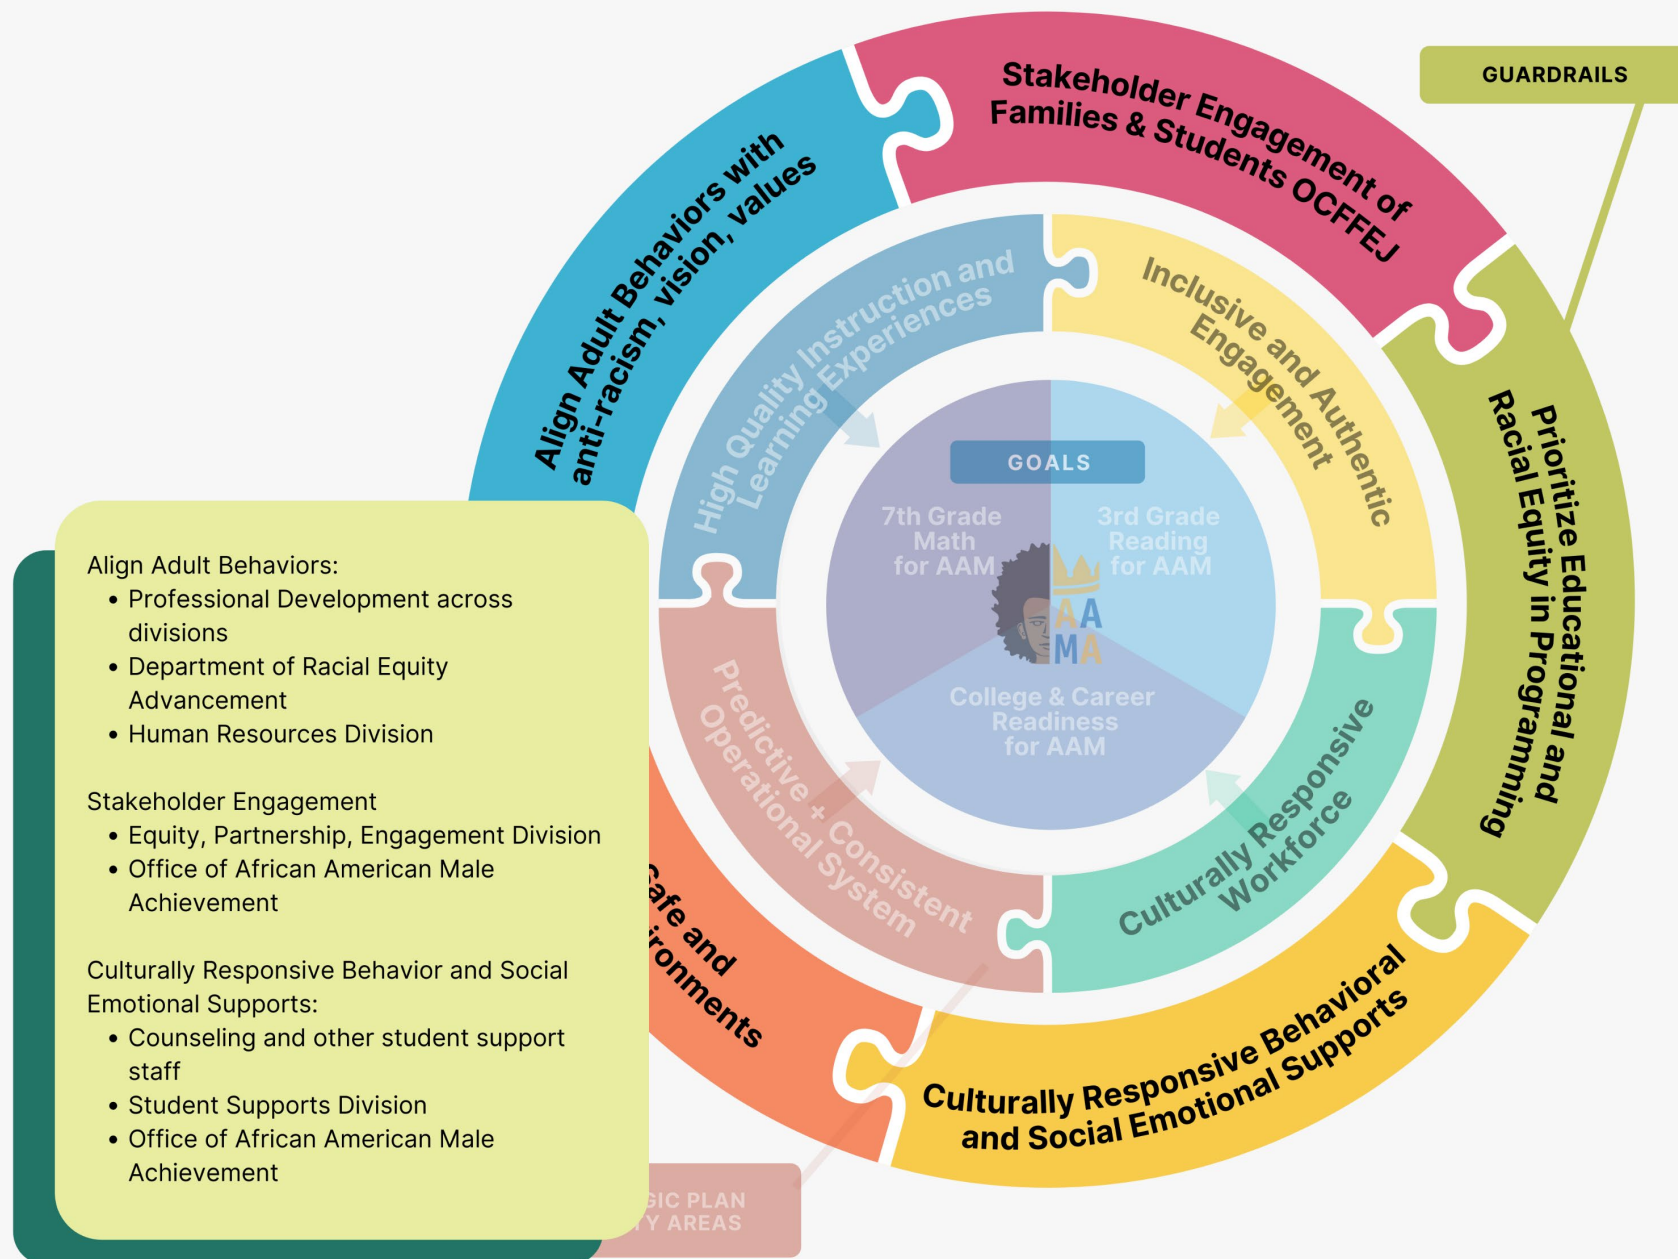 GUARDRAILS
Stakeholder Engagement of
Families & Students OCFFEJ
Align Adult Behaviors with
anti-racism, vision, values
Prioritize Educational and
Racial Equity in Programming
Culturally Responsive Behavioral
and Social Emotional Supports
Safe and
High Quality Instruction and
Learning Experiences
Inclusive and Authentic
Engagement
Culturally Responsive
Workforce
Predictive + Consistent
Operational System
GOALS
7th Grade
Math
for AAM
3rd Grade
Reading
for AAM
AA
MA
College & Career
Readiness
for AAM
PLAN
AREAS
Align Adult Behaviors:
• Professional Development across
divisions
• Department of Racial Equity
Advancement
• Human Resources Division
Stakeholder Engagement
• Equity, Partnership, Engagement Division
• Office of African American Male
Achievement
Culturally Responsive Behavior and Social
Emotional Supports:
• Counseling and other student support
staff
• Student Supports Division
• Office of African American Male
Achievement